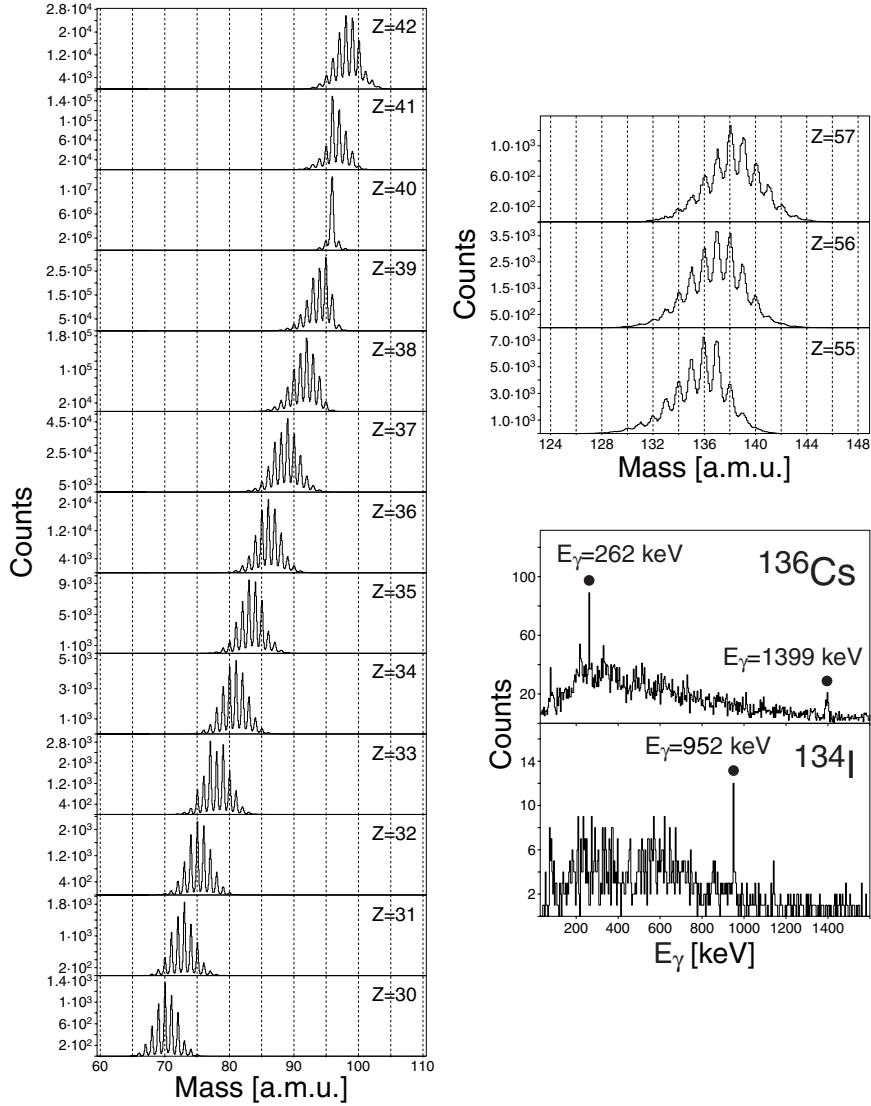 2.8·10⁴
2·10⁴
1.2·10⁴
4·10³
Z=42
1.4·10⁵
1·10⁵
6·10⁴
2·10⁴
Z=41
1·10⁷
6·10⁶
2·10⁶
Z=40
2.5·10⁵
1.5·10⁵
5·10⁴
Z=39
1.8·10⁵
1·10⁵
2·10⁴
Z=38
4.5·10⁴
2.5·10⁴
5·10³
Z=37
2·10⁴
1.2·10⁴
4·10³
Z=36
9·10³
5·10³
1·10³
Z=35
5·10³
3·10³
1·10³
Z=34
2.8·10³
2·10³
1.2·10³
4·10²
Z=33
2·10³
1.2·10³
4·10²
Z=32
1.8·10³
1·10³
2·10²
Z=31
1.4·10³
1·10³
6·10²
2·10²
Z=30
Counts
60 70 80 90 100 110
Mass [a.m.u.]
1.0·10³
6.0·10²
2.0·10²
Z=57
3.5·10³
2.5·10³
1.5·10³
5.0·10²
Z=56
7.0·10³
5.0·10³
3.0·10³
1.0·10³
Z=55
Counts
124 128 132 136 140 144 148
Mass [a.m.u.]
Eγ=262 keV
¹³⁶Cs
100
60
20
Eγ=1399 keV
Eγ=952 keV
¹³⁴I
14
10
6
2
Counts
200 400 600 800 1000 1200 1400
Eγ [keV]